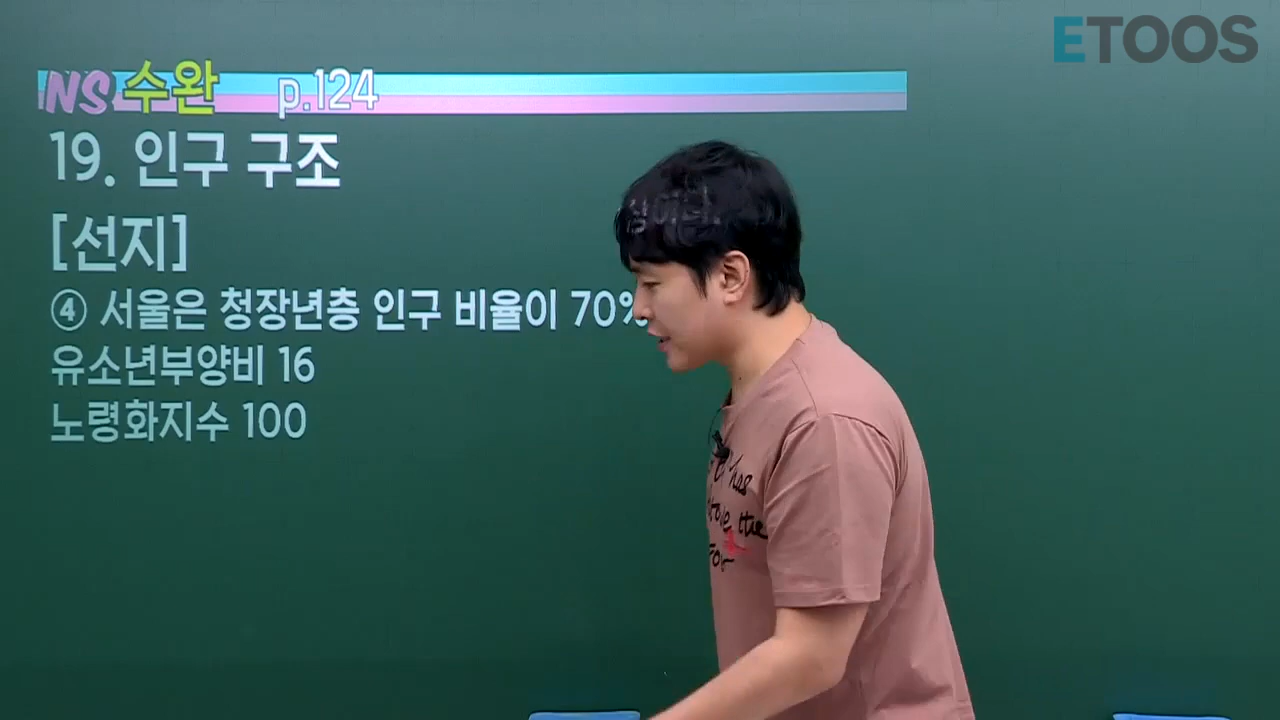 ETOOS
NS 수완 p.124
19. 인구 구조
[선지]
④ 서울은 청장년층 인구 비율이 70%
유소년부양비 16
노령화지수 100
has
the